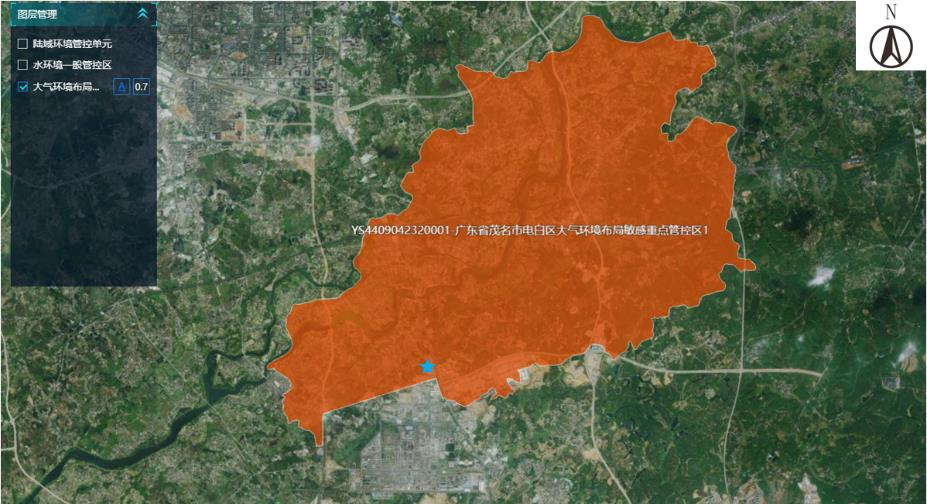 图层管理
N
陆域环境管控单元
水环境一般管控区
大气环境布局... A 0.7
YS4409042320001-广东省茂名市电白区大气环境布局敏感重点管控区1